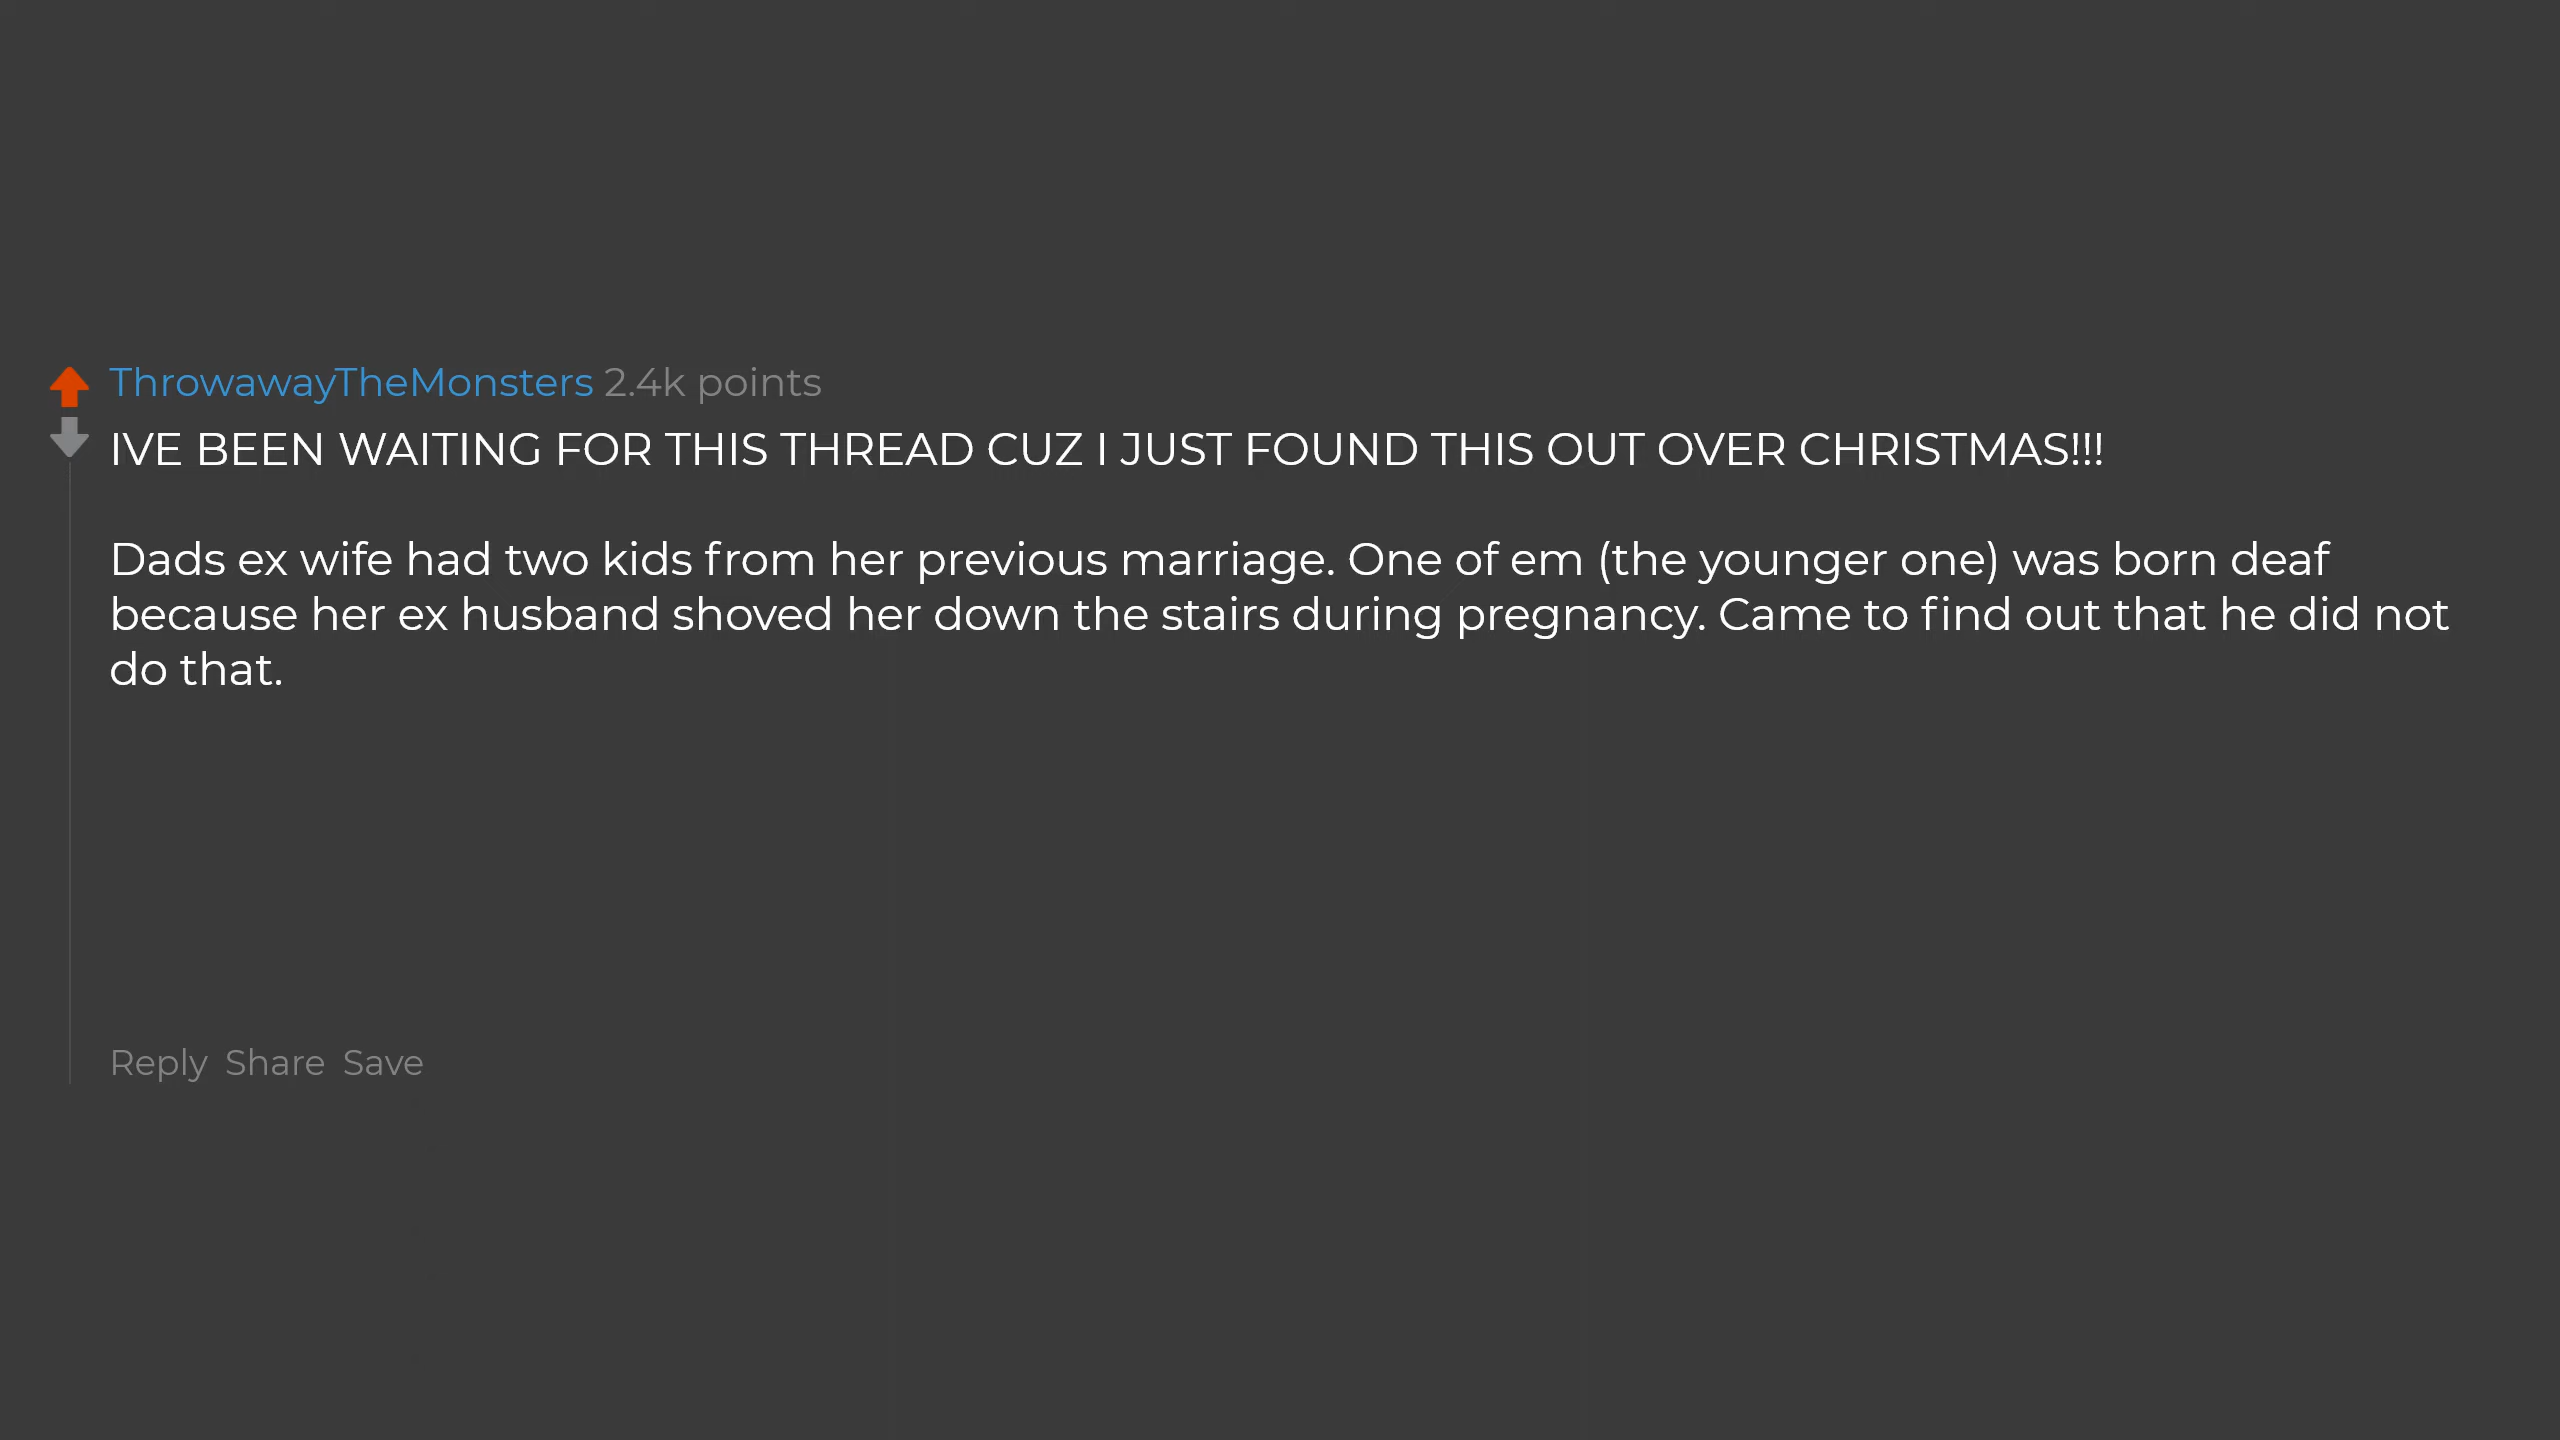 ThrowawayTheMonsters 2.4k points
IVE BEEN WAITING FOR THIS THREAD CUZ I JUST FOUND THIS OUT OVER CHRISTMAS!!!
Dads ex wife had two kids from her previous marriage. One of em (the younger one) was born deaf
because her ex husband shoved her down the stairs during pregnancy. Came to find out that he did not
do that.
Reply Share Save